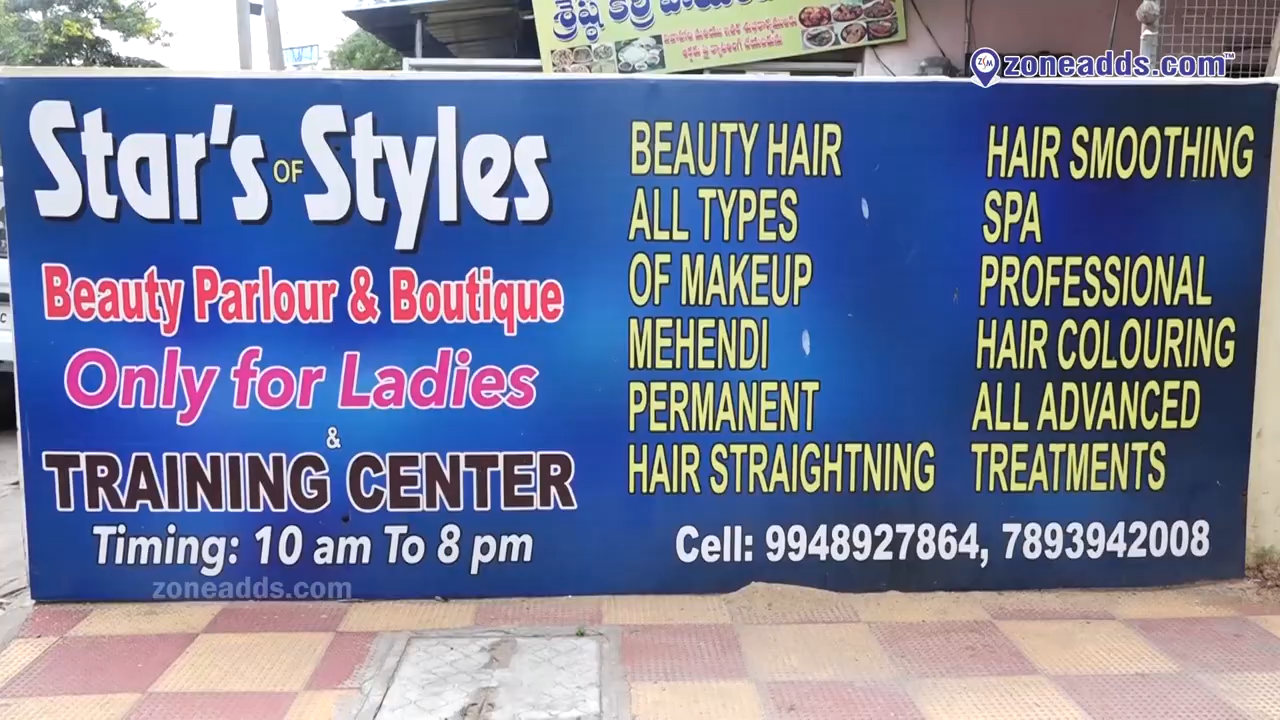 శ్రేష్ఠ
zoneadds.com™
Star's OF Styles
Beauty Parlour & Boutique
Only for Ladies
&
TRAINING CENTER
Timing: 10 am To 8 pm
BEAUTY HAIR
ALL TYPES
OF MAKEUP
MEHENDI
PERMANENT
HAIR STRAIGHTNING
HAIR SMOOTHING
SPA
PROFESSIONAL
HAIR COLOURING
ALL ADVANCED
TREATMENTS
Cell: 9948927864, 7893942008
zoneadds.com